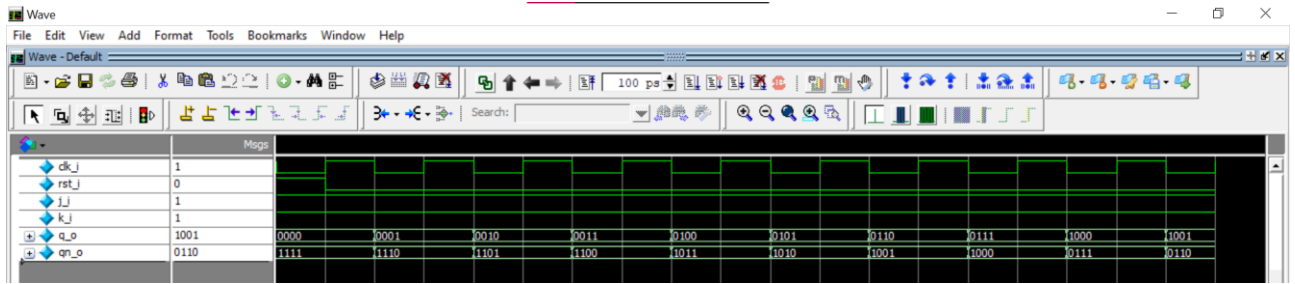 Wave
File Edit View Add Format Tools Bookmarks Window Help
Wave - Default
100 ps
Search:
Msgs
clk_i 1
rst_i 0
j_i 1
k_i 1
q_o 1001 0000 0001 0010 0011 0100 0101 0110 0111 1000 1001
qn_o 0110 1111 1110 1101 1100 1011 1010 1001 1000 0111 0110